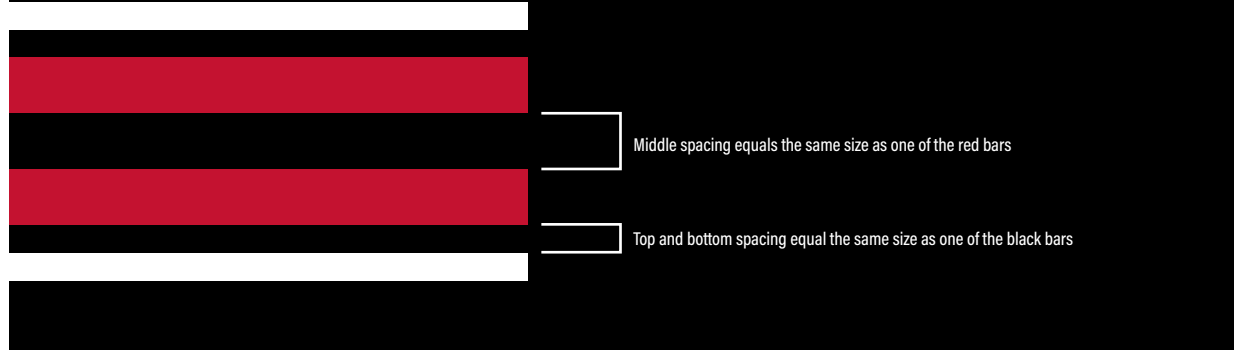 Middle spacing equals the same size as one of the red bars
Top and bottom spacing equal the same size as one of the black bars